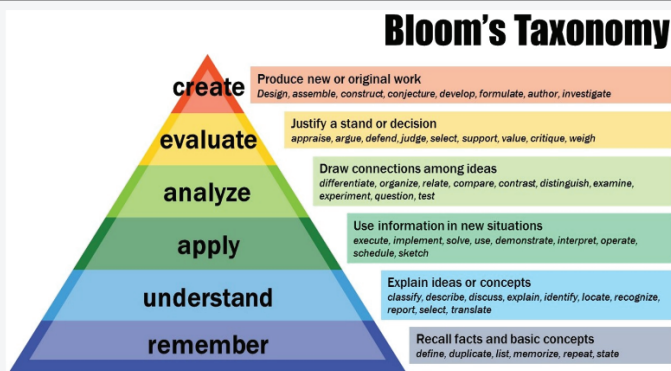 Bloom's Taxonomy
create
Produce new or original work
Design, assemble, construct, conjecture, develop, formulate, author, investigate
evaluate
Justify a stand or decision
appraise, argue, defend, judge, select, support, value, critique, weigh
analyze
Draw connections among ideas
differentiate, organize, relate, compare, contrast, distinguish, examine,
experiment, question, test
apply
Use information in new situations
execute, implement, solve, use, demonstrate, interpret, operate,
schedule, sketch
understand
Explain ideas or concepts
classify, describe, discuss, explain, identify, locate, recognize,
report, select, translate
remember
Recall facts and basic concepts
define, duplicate, list, memorize, repeat, state